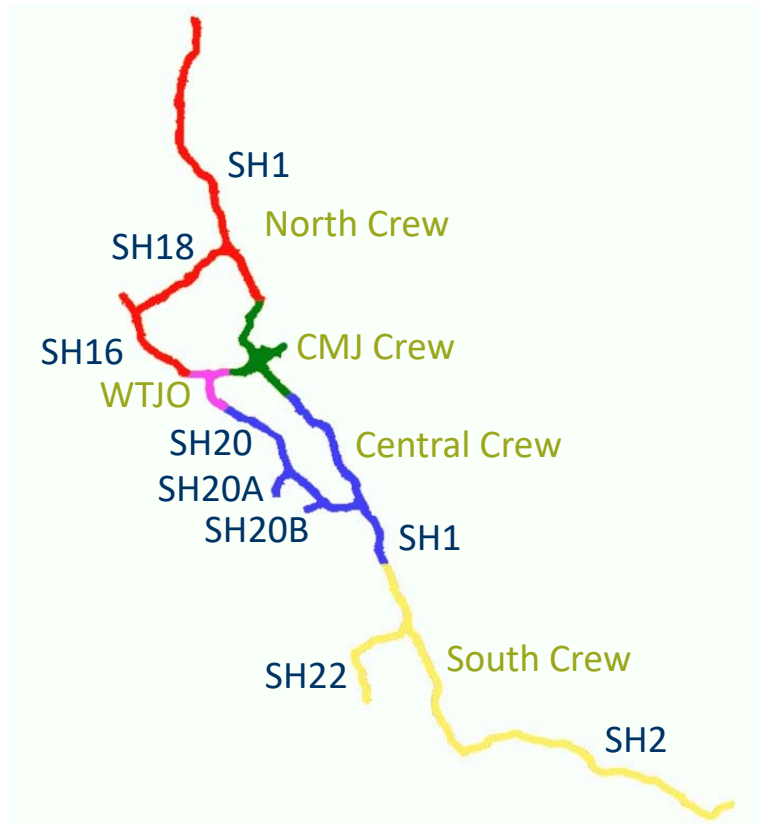 SH1
North Crew
SH18
SH16
CMJ Crew
WTJO
SH20
Central Crew
SH20A
SH20B
SH1
South Crew
SH22
SH2